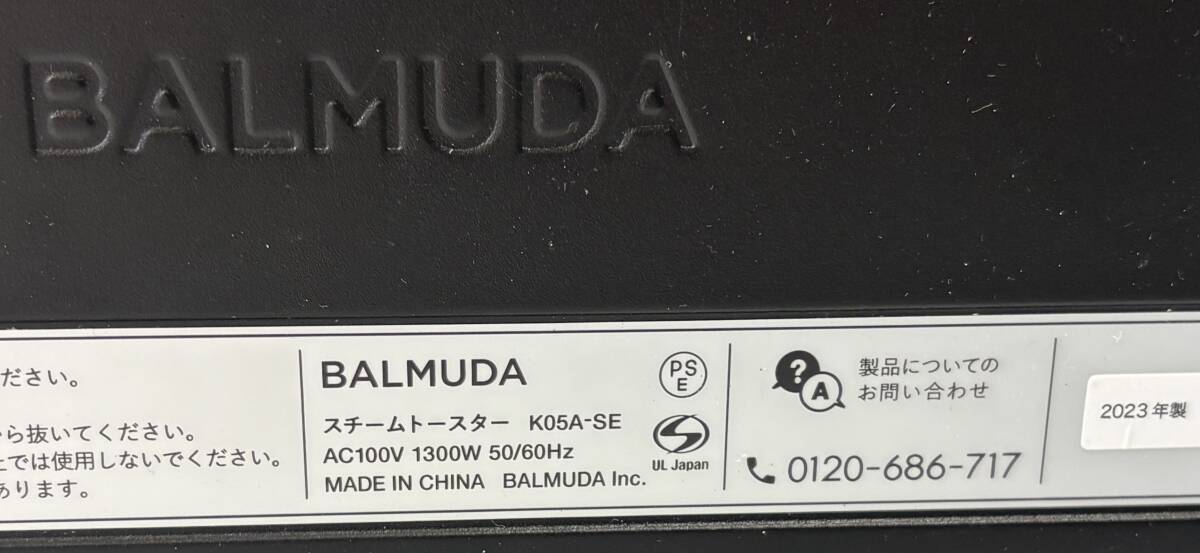 BALMUDA
ださい。
ら抜いてください。
では使用しないでください。
あります。
BALMUDA
PS
E
スチームトースター K05A-SE
AC100V 1300W 50/60Hz
MADE IN CHINA BALMUDA Inc.
UL Japan
?
A
製品についての
お問い合わせ
0120-686-717
2023年製